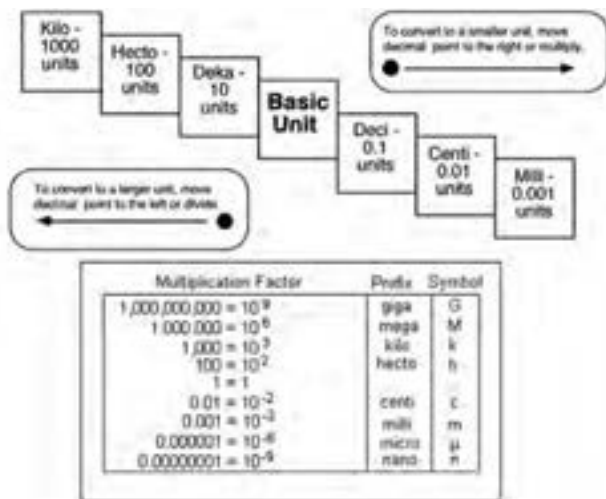 Kilo -
1000
units
Hecto -
100
units
Deka -
10
units
Basic
Unit
Deci -
0.1
units
Centi -
0.01
units
Milli -
0.001
units
To convert to a smaller unit, move
decimal point to the right or multiply.
To convert to a larger unit, move
decimal point to the left or divide
Multiplication Factor Prefix Symbol
1,000,000,000 = 10⁹ giga G
1 000,000 = 10⁶ mega M
1,000 = 10³ kilo k
100 = 10² hecto h
1 = 1
0.01 = 10⁻² centi c
0.001 = 10⁻³ milli m
0.000001 = 10⁻⁶ micro μ
0.00000001 = 10⁻⁹ nano n